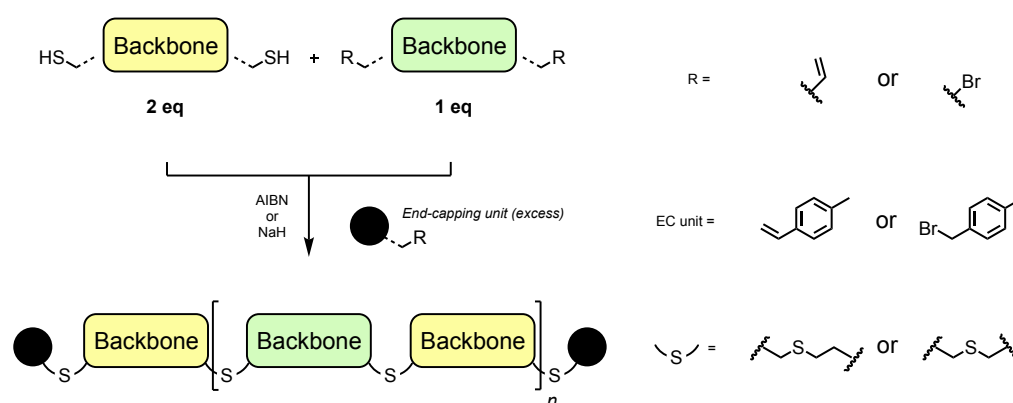 HS
Backbone
SH
+
R
Backbone
R
2 eq
1 eq
R =
or
Br
AIBN
or
NaH
End-capping unit (excess)
R
EC unit =
or
Br
Backbone
Backbone
Backbone
S
S
S
S
n
S
=
S
or
S